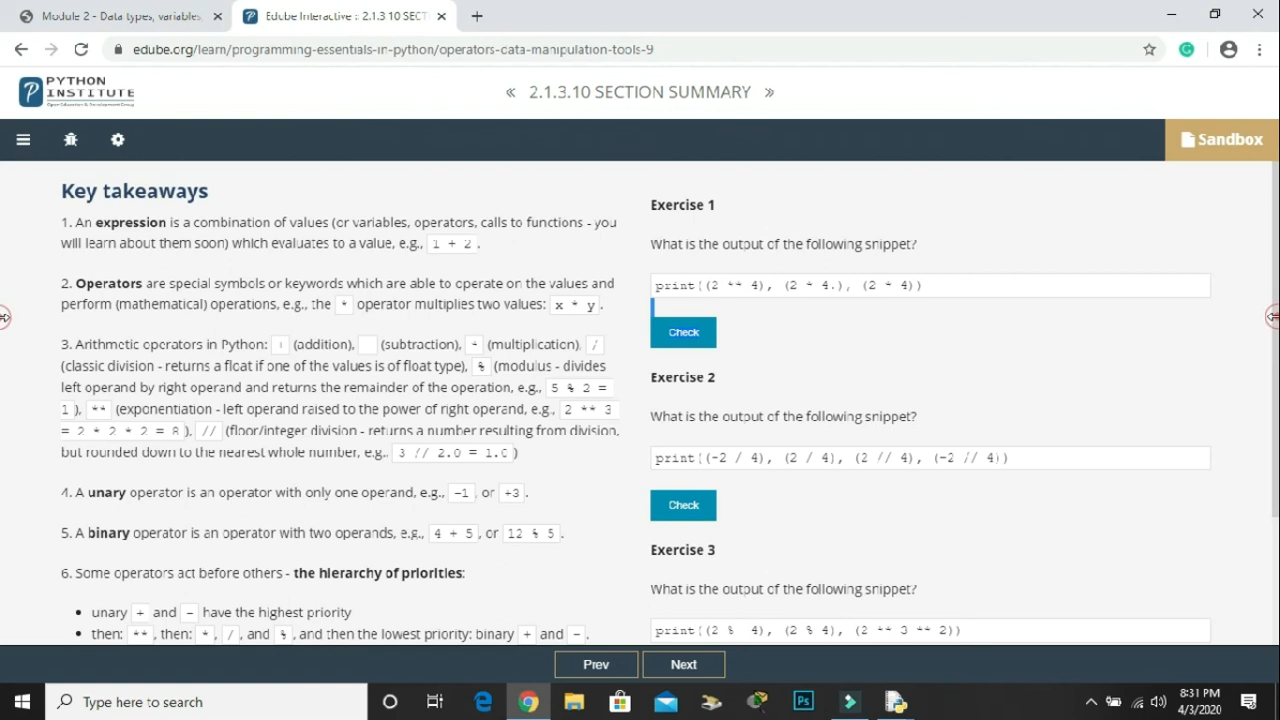 Module 2 - Data types, variables,
Edube Interactive :: 2.1.3.10 SECT
edube.org/learn/programming-essentials-in-python/operators-data-manipulation-tools-9
PYTHON
INSTITUTE
Open Education & Development Group
« 2.1.3.10 SECTION SUMMARY »
Sandbox
Key takeaways
1. An expression is a combination of values (or variables, operators, calls to functions - you
will learn about them soon) which evaluates to a value, e.g., 1 + 2 .
2. Operators are special symbols or keywords which are able to operate on the values and
perform (mathematical) operations, e.g., the * operator multiplies two values: x * y .
3. Arithmetic operators in Python: + (addition), (subtraction), * (multiplication), /
(classic division - returns a float if one of the values is of float type), % (modulus - divides
left operand by right operand and returns the remainder of the operation, e.g., 5 % 2 =
1 ), ** (exponentiation - left operand raised to the power of right operand, e.g., 2 ** 3
= 2 * 2 * 2 = 8 ), // (floor/integer division - returns a number resulting from division,
but rounded down to the nearest whole number, e.g., 3 // 2.0 = 1.0 )
4. A unary operator is an operator with only one operand, e.g., -1 , or +3 .
5. A binary operator is an operator with two operands, e.g., 4 + 5 , or 12 % 5 .
6. Some operators act before others - the hierarchy of priorities:
• unary + and - have the highest priority
• then: ** , then: * , / , and % , and then the lowest priority: binary + and - .
Exercise 1
What is the output of the following snippet?
print((2 ** 4), (2 * 4.), (2 * 4))
Check
Exercise 2
What is the output of the following snippet?
print((-2 / 4), (2 / 4), (2 // 4), (-2 // 4))
Check
Exercise 3
What is the output of the following snippet?
print((2 % 4), (2 % 4), (2 ** 3 ** 2))
Prev
Next
Type here to search
Ps
8:31 PM
4/3/2020